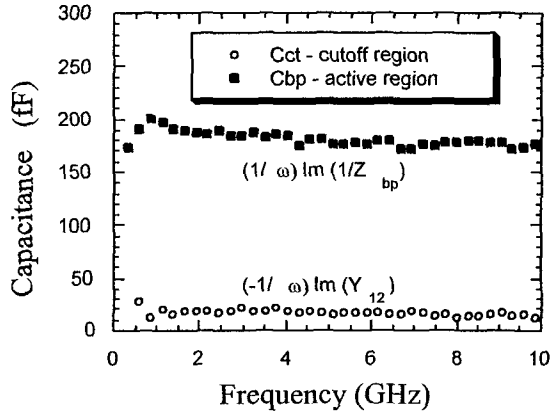 300
250
200
150
100
50
0
Capacitance (fF)
Cct - cutoff region
Cbp - active region
(1/ ω) Im (1/Z bp)
(-1/ ω) Im (Y12)
0 2 4 6 8 10
Frequency (GHz)